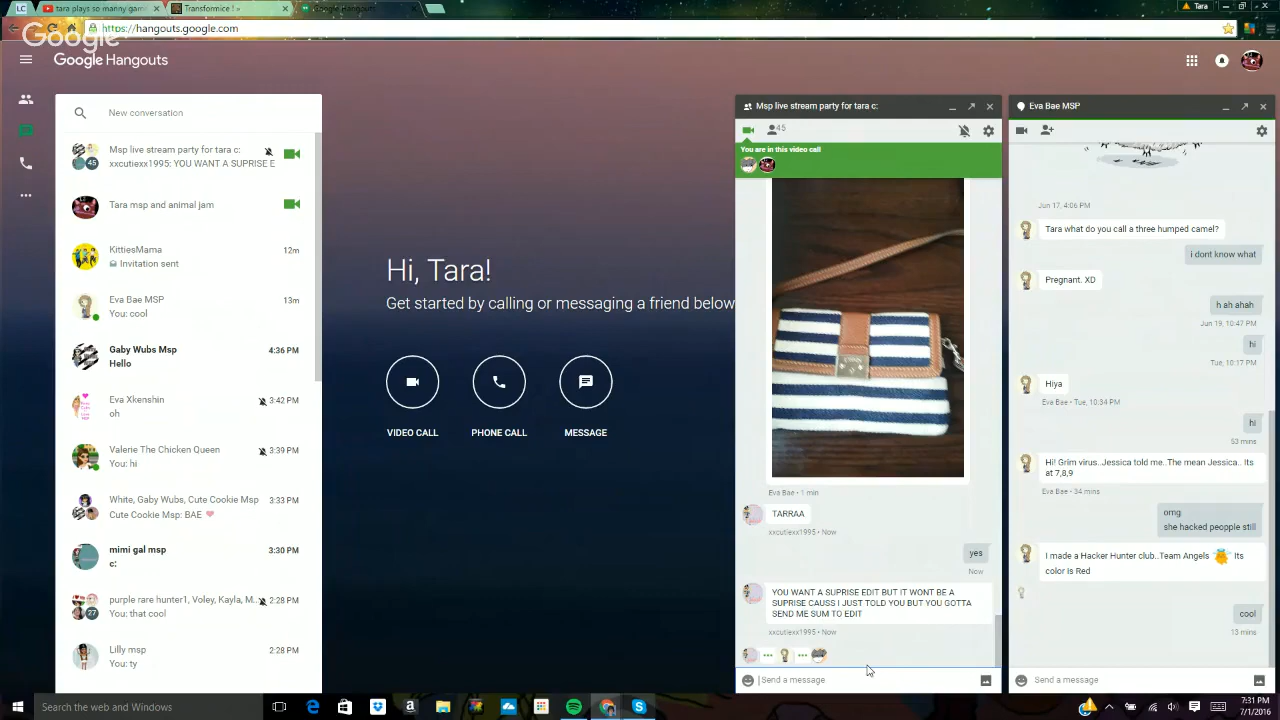 LC
tara plays so manny gam
Transformice ! »
Google Hangouts
Tara
https://hangouts.google.com
Google
Google Hangouts
New conversation
Msp live stream party for tara c:
xxcutiexx1995: YOU WANT A SUPRISE E
45
Tara msp and animal jam
KittiesMama
12m
Invitation sent
Eva Bae MSP
13m
You: cool
Gaby Wubs Msp
4:36 PM
Hello
Eva Xkenshin
3:42 PM
oh
Valerie The Chicken Queen
3:39 PM
You: hi
White, Gaby Wubs, Cute Cookie Msp
3:33 PM
Cute Cookie Msp: BAE
mimi gal msp
3:30 PM
c:
purple rare hunter1, Voley, Kayla, M...
2:28 PM
You: that cool
27
Lilly msp
2:28 PM
You: ty
Hi, Tara!
Get started by calling or messaging a friend below
VIDEO CALL
PHONE CALL
MESSAGE
Msp live stream party for tara c:
45
You are in this video call
Eva Bae • 1 min
TARRAA
xxcutiexx1995 • Now
yes
Now
YOU WANT A SUPRISE EDIT BUT IT WONT BE A
SUPRISE CAUSS I JUST TOLD YOU BUT YOU GOTTA
SEND ME SUM TO EDIT
xxcutiexx1995 • Now
Send a message
Eva Bae MSP
Jun 17, 4:06 PM
Tara what do you call a three humped camel?
i dont know what
Pregnant. XD
h ah ahah
Jun 19, 10:47 PM
hi
Tue, 10:17 PM
Hiya
Eva Bae • Tue, 10:34 PM
hi
53 mins
Hi! Grim virus..Jessica told me..The mean Jessica.. Its
at 7,8,9
Eva Bae • 34 mins
omg
she hacked peopple still
I made a Hacker Hunter club..Team Angels Its
color is Red
cool
13 mins
Send a message
Search the web and Windows
7:31 PM
7/1/2016